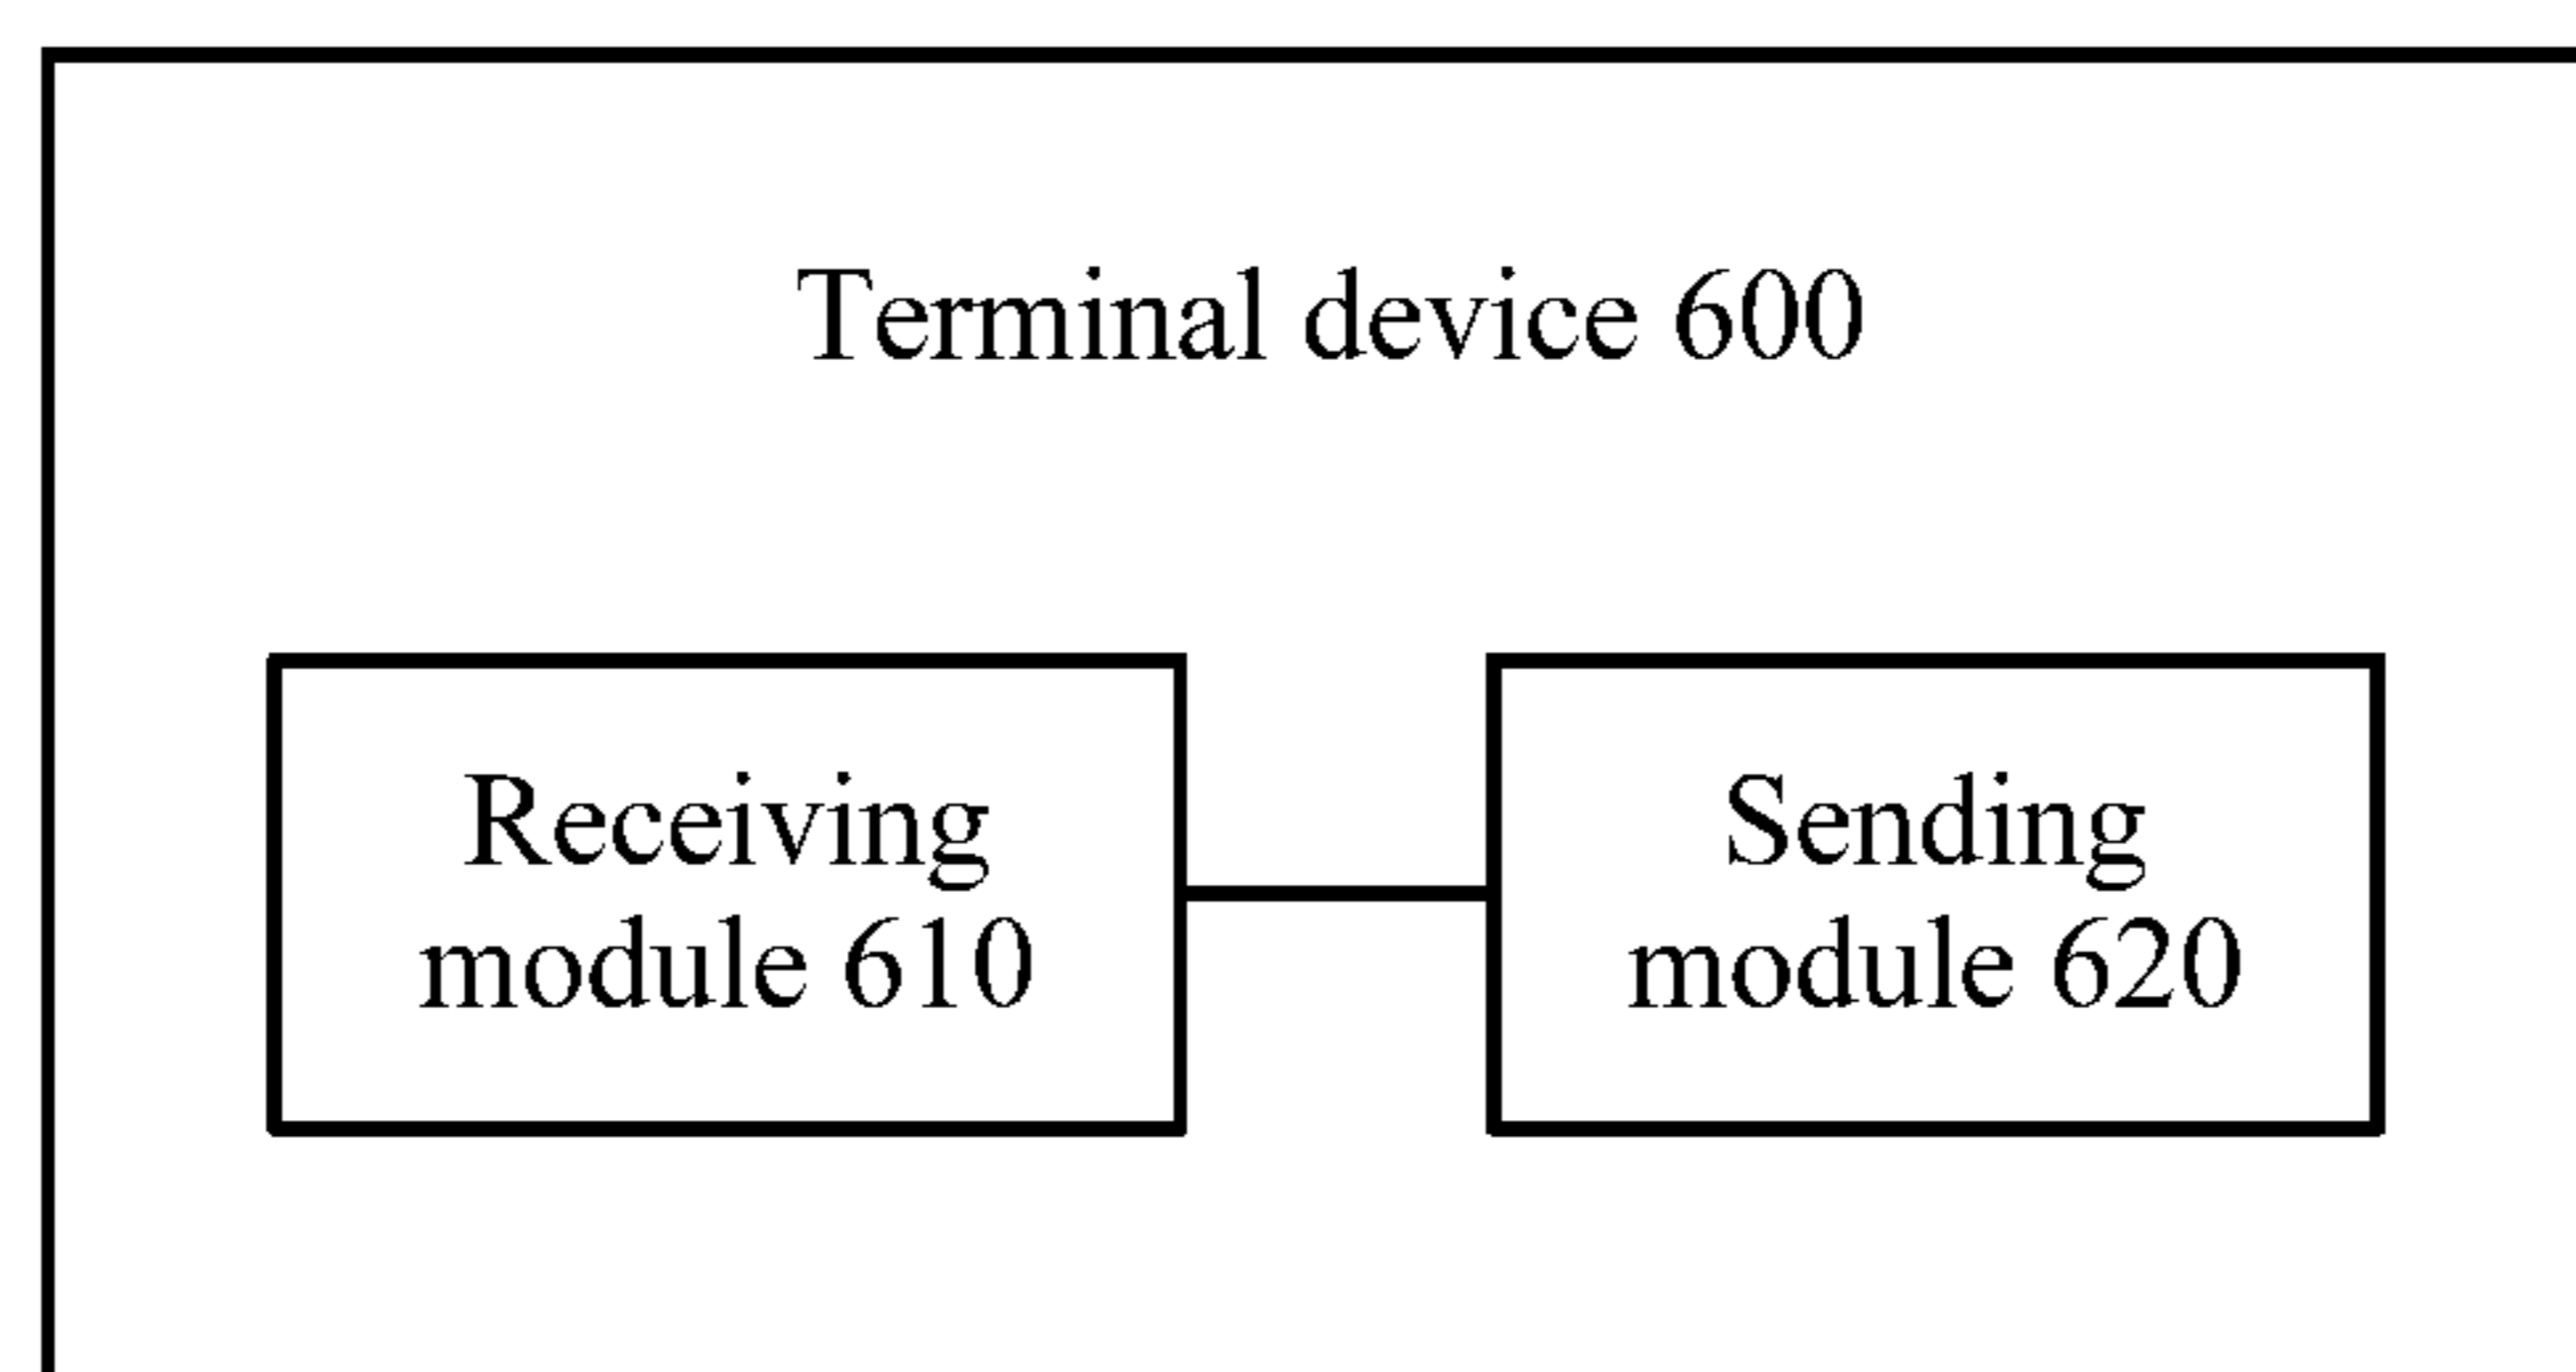 Terminal device 600
Receiving
module 610
Sending
module 620